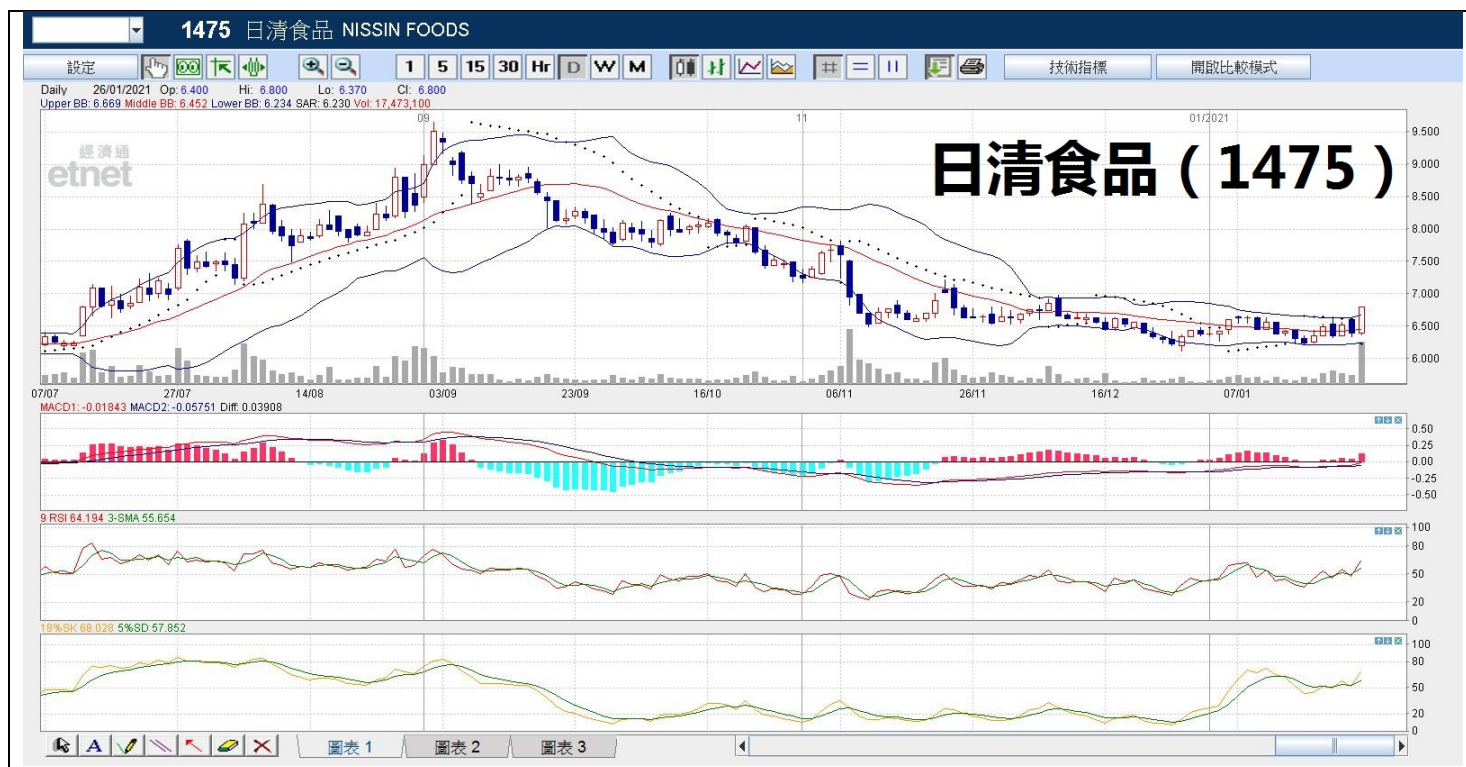 1475 日清食品 NISSIN FOODS
設定 1 5 15 30 Hr D W M 技術指標 開啟比較模式
Daily 26/01/2021 Op: 6.400 Hi: 6.800 Lo: 6.370 Cl: 6.800
Upper BB: 6.669 Middle BB: 6.452 Lower BB: 6.234 SAR: 6.230 Vol: 17,473,100
09 11 01/2021
經濟通
etnet
日清食品（1475）
9.500
9.000
8.500
8.000
7.500
7.000
6.500
6.000
07/07 27/07 14/08 03/09 23/09 16/10 06/11 26/11 16/12 07/01
MACD1: -0.01843 MACD2: -0.05751 Diff: 0.03908
0.50
0.25
0.00
-0.25
-0.50
9 RSI 64.194 3-SMA 55.654
100
80
50
20
0
18%SK 68.028 5%SD 57.852
100
80
50
20
0
A 圖表 1 圖表 2 圖表 3